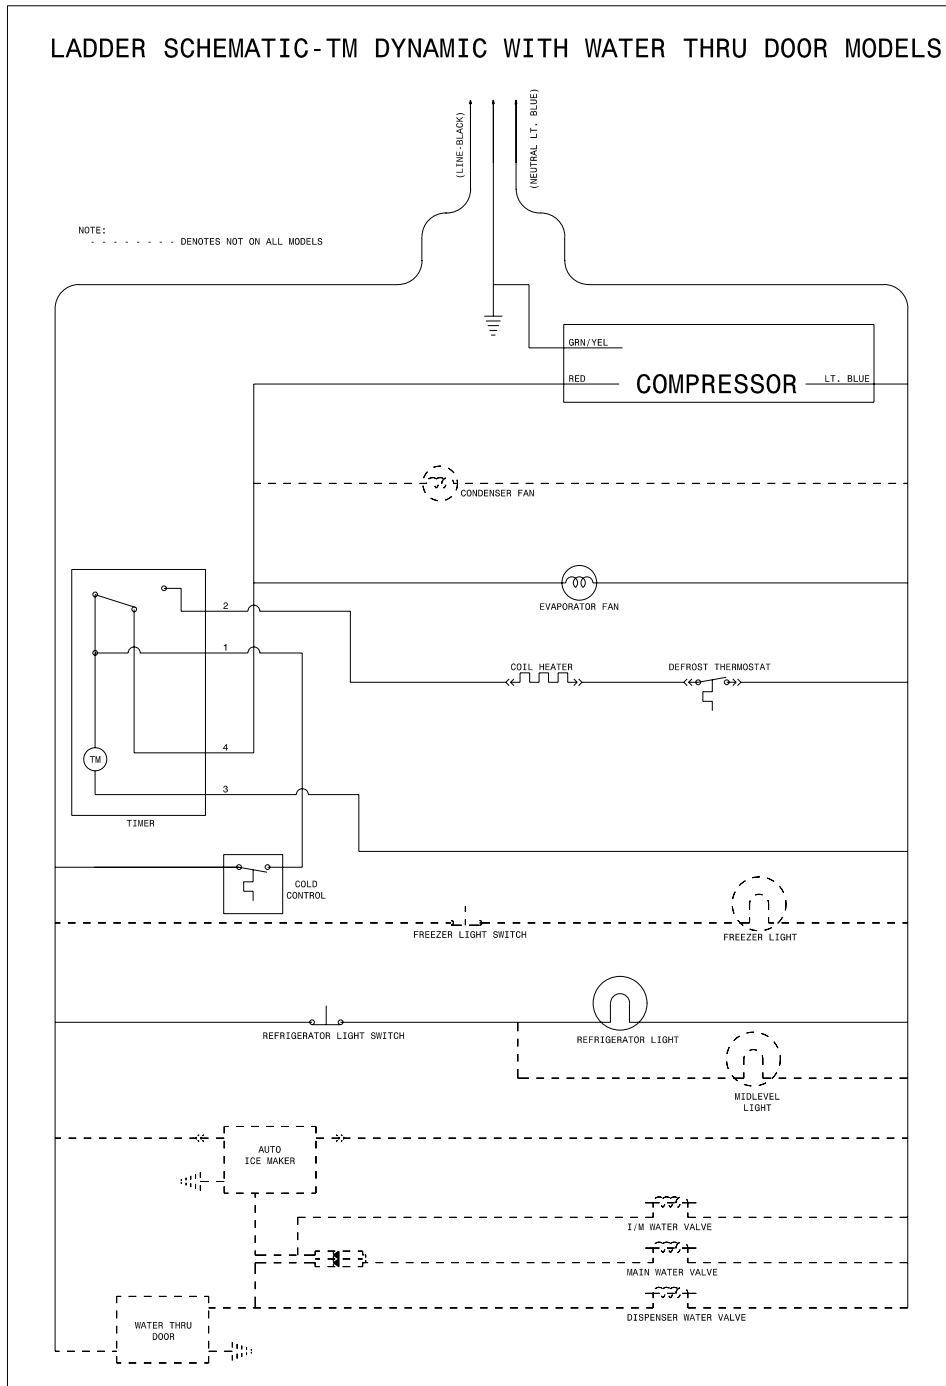 LADDER SCHEMATIC-TM DYNAMIC WITH WATER THRU DOOR MODELS
(LINE-BLACK)
(NEUTRAL LT. BLUE)
NOTE:
- - - - - - - - DENOTES NOT ON ALL MODELS
GRN/YEL
RED
COMPRESSOR
LT. BLUE
CONDENSER FAN
EVAPORATOR FAN
2
1
COIL HEATER
DEFROST THERMOSTAT
4
TM
3
TIMER
COLD
CONTROL
FREEZER LIGHT SWITCH
FREEZER LIGHT
REFRIGERATOR LIGHT SWITCH
REFRIGERATOR LIGHT
MIDLEVEL
LIGHT
AUTO
ICE MAKER
I/M WATER VALVE
MAIN WATER VALVE
DISPENSER WATER VALVE
WATER THRU
DOOR